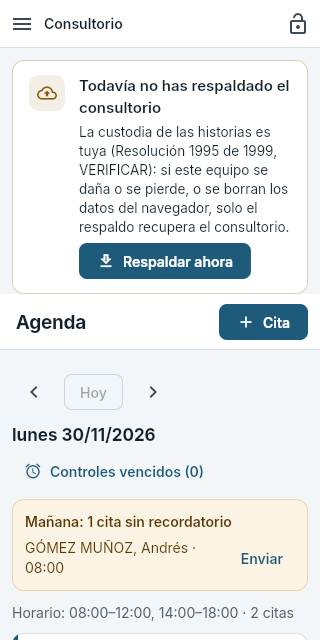 Consultorio
Todavía no has respaldado el
consultorio
La custodia de las historias es
tuya (Resolución 1995 de 1999,
VERIFICAR): si este equipo se
daña o se pierde, o se borran los
datos del navegador, solo el
respaldo recupera el consultorio.
Respaldar ahora
Agenda
Cita
Hoy
lunes 30/11/2026
Controles vencidos (0)
Mañana: 1 cita sin recordatorio
GÓMEZ MUÑOZ, Andrés ·
08:00
Enviar
Horario: 08:00–12:00, 14:00–18:00 · 2 citas